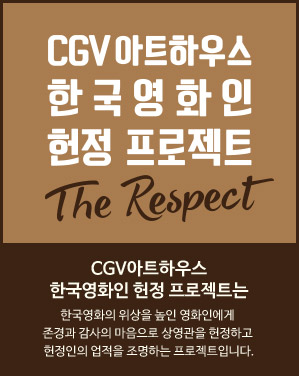 CGV 아트하우스
한국영화인
헌정 프로젝트
The Respect
CGV아트하우스
한국영화인 헌정 프로젝트는
한국영화의 위상을 높인 영화인에게
존경과 감사의 마음으로 상영관을 헌정하고
헌정인의 업적을 조명하는 프로젝트입니다.